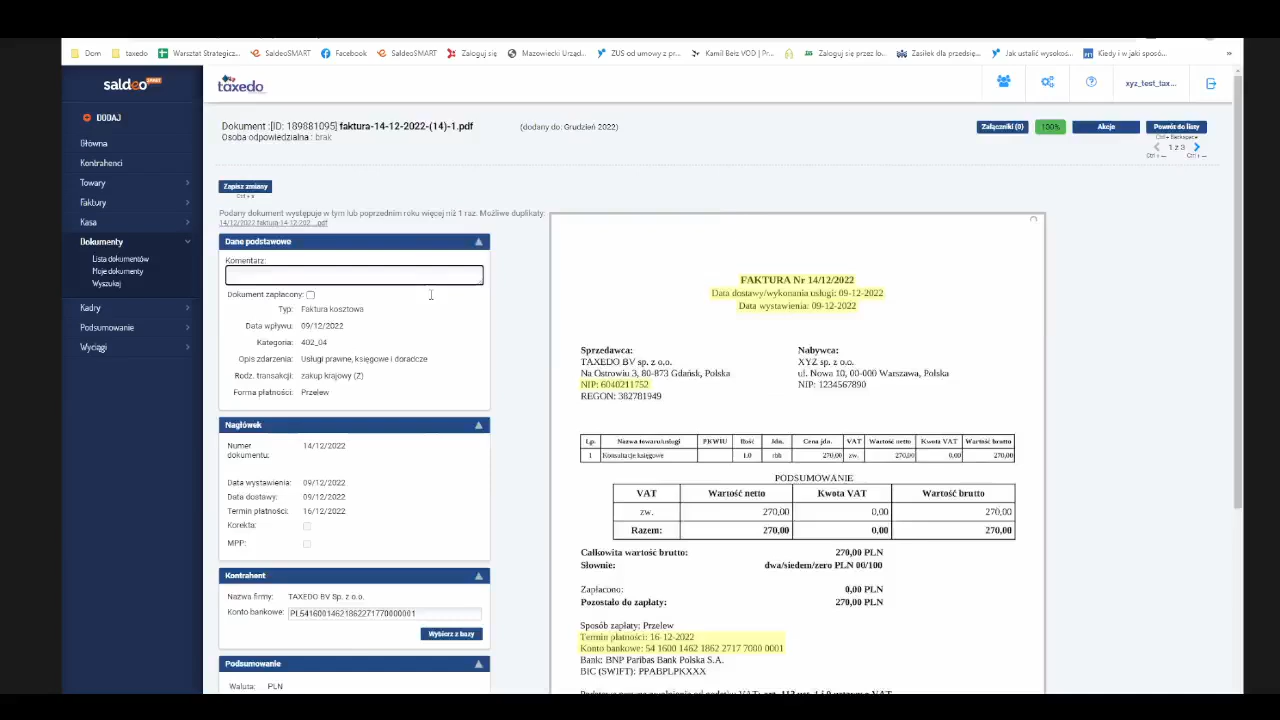 Dom
taxedo
Warsztat Strategicz...
SaldeoSMART
Facebook
SaldeoSMART
Zaloguj się
Mazowiecki Urząd...
ZUS od umowy z pr...
Kamil Beiz VOD | Pr...
Zaloguj się przez lo...
Zasiłek dla przedsię...
Jak ustalić wysokoś...
Kiedy i w jaki sposó...
»
saldeo SMART
taxedo
xyz_test_tax...
DODAJ
Główna
Kontrahenci
Towary
Faktury
Kasa
Dokumenty
Lista dokumentów
Moje dokumenty
Wyszukaj
Kadry
Podsumowanie
Wyciągi
Dokument :[ID: 189881095] faktura-14-12-2022-(14)-1.pdf
(dodany do: Grudzień 2022)
Osoba odpowiedzialna : brak
Załączniki (0)
100%
Akcje
Powrót do listy
Ctrl + Backspace
1 z 3
Zapisz zmiany
Ctrl + s
Podany dokument występuje w tym lub poprzednim roku więcej niż 1 raz. Możliwe duplikaty:
14/12/2022,faktura-14-12-202....pdf
Dane podstawowe
Komentarz:
Dokument zapłacony:
Typ: Faktura kosztowa
Data wpływu: 09/12/2022
Kategoria: 402_04
Opis zdarzenia: Usługi prawne, księgowe i doradcze
Rodz. transakcji: zakup krajowy (Z)
Forma płatności: Przelew
Nagłówek
Numer dokumentu: 14/12/2022
Data wystawienia: 09/12/2022
Data dostawy: 09/12/2022
Termin płatności: 16/12/2022
Korekta:
MPP:
Kontrahent
Nazwa firmy: TAXEDO BV Sp. z o.o.
Konto bankowe: PL54160014621862271770000001
Wybierz z bazy
Podsumowanie
Waluta: PLN
FAKTURA Nr 14/12/2022
Data dostawy/wykonania usługi: 09-12-2022
Data wystawienia: 09-12-2022
Sprzedawca:
TAXEDO BV sp. z o.o.
Na Ostrowiu 3, 80-873 Gdańsk, Polska
NIP: 6040211752
REGON: 382781949
Nabywca:
XYZ sp. z o.o.
ul. Nowa 10, 00-000 Warszawa, Polska
NIP: 1234567890
Lp. Nazwa towaru/usługi PKWIU Ilość Jdn. Cena jdn. VAT Wartość netto Kwota VAT Wartość brutto
1 Konsultacje księgowe 1.0 rbh 270,00 zw. 270,00 0,00 270,00
PODSUMOWANIE
VAT Wartość netto Kwota VAT Wartość brutto
zw. 270,00 0,00 270,00
Razem: 270,00 0,00 270,00
Całkowita wartość brutto: 270,00 PLN
Słownie: dwa/siedem/zero PLN 00/100
Zapłacono: 0,00 PLN
Pozostało do zapłaty: 270,00 PLN
Sposób zapłaty: Przelew
Termin płatności: 16-12-2022
Konto bankowe: 54 1600 1462 1862 2717 7000 0001
Bank: BNP Paribas Bank Polska S.A.
BIC (SWIFT): PPABPLPKXXX